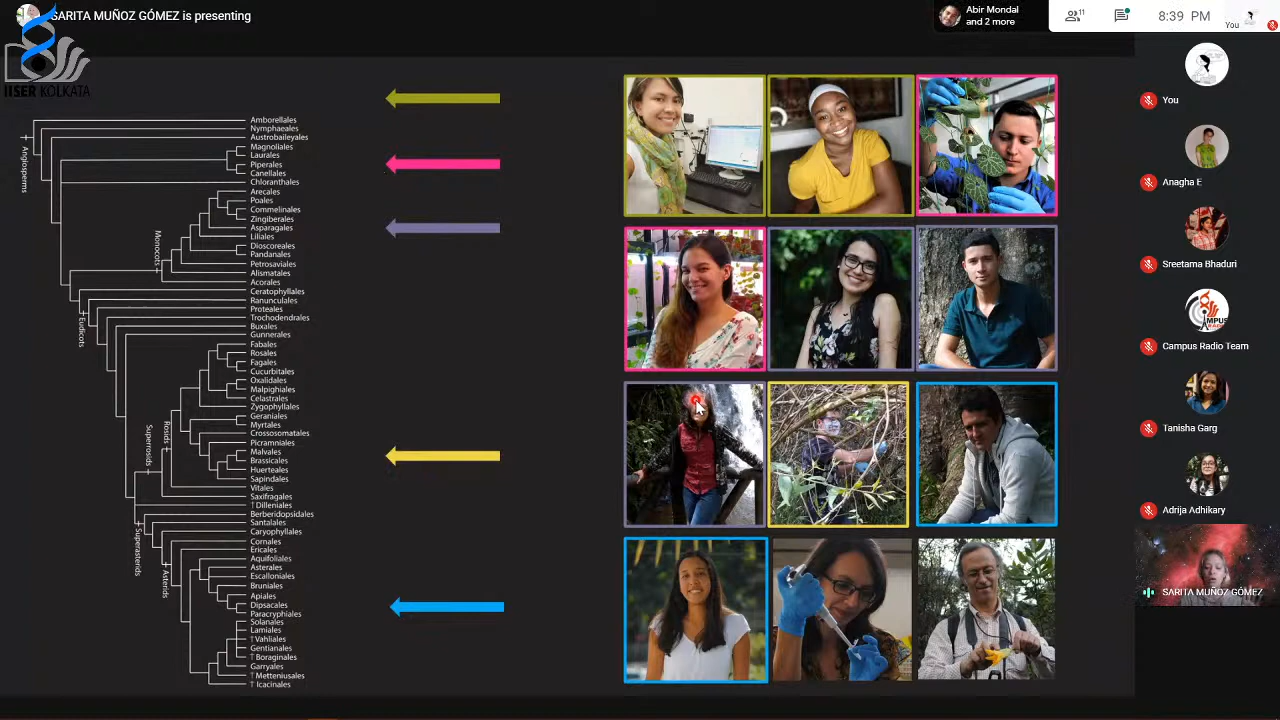 SARITA MUÑOZ GÓMEZ is presenting
IISER KOLKATA
Abir Mondal
and 2 more
11
8:39 PM
You
You
Anagha E
Sreetama Bhaduri
Campus Radio Team
Tanisha Garg
Adrija Adhikary
SARITA MUÑOZ GÓMEZ
Angiosperms
Monocots
Eudicots
Superrosids
Rosids
Superasterids
Asterids
Amborellales
Nymphaeales
Austrobaileyales
Magnoliales
Laurales
Piperales
Canellales
Chloranthales
Arecales
Poales
Commelinales
Zingiberales
Asparagales
Liliales
Dioscoreales
Pandanales
Petrosaviales
Alismatales
Acorales
Ceratophyllales
Ranunculales
Proteales
Trochodendrales
Buxales
Gunnerales
Fabales
Rosales
Fagales
Cucurbitales
Oxalidales
Malpighiales
Celastrales
Zygophyllales
Geraniales
Myrtales
Crossosomatales
Picramniales
Malvales
Brassicales
Huerteales
Sapindales
Vitales
Saxifragales
† Dilleniales
Berberidopsidales
Santalales
Caryophyllales
Cornales
Ericales
Aquifoliales
Asterales
Escalloniales
Bruniales
Apiales
Dipsacales
Paracryphiales
Solanales
Lamiales
† Vahliales
Gentianales
† Boraginales
Garryales
† Metteniusales
† Icacinales